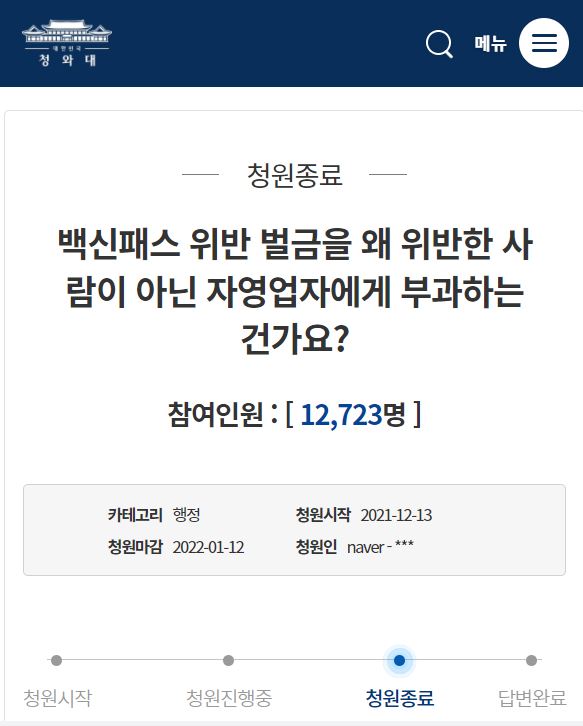 대한민국
청와대
메뉴
청원종료
백신패스 위반 벌금을 왜 위반한 사
람이 아닌 자영업자에게 부과하는
건가요?
참여인원 : [ 12,723명 ]
카테고리 행정 청원시작 2021-12-13
청원마감 2022-01-12 청원인 naver - ***
청원시작 청원진행중 청원종료 답변완료